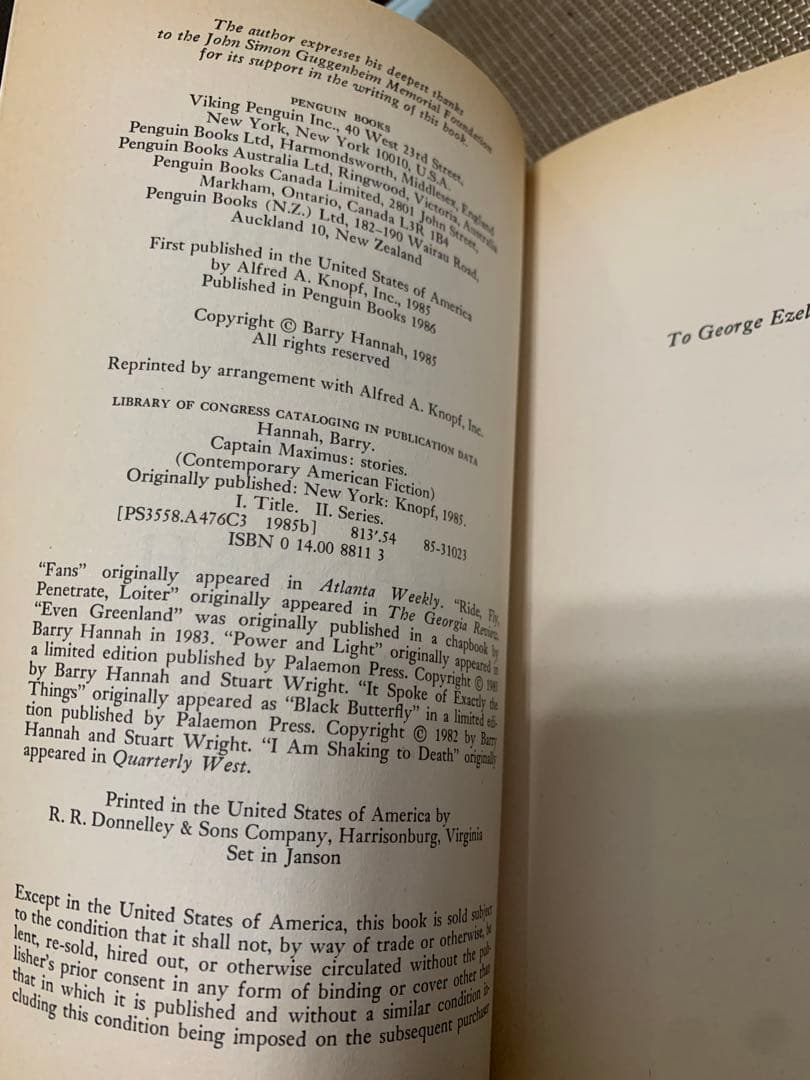 The author expresses his deepest thanks
to the John Simon Guggenheim Memorial Foundation
for its support in the writing of this book.
PENGUIN BOOKS
Viking Penguin Inc., 40 West 23rd Street,
New York, New York 10010, U.S.A.
Penguin Books Ltd, Harmondsworth, Middlesex, England
Penguin Books Australia Ltd, Ringwood, Victoria, Australia
Penguin Books Canada Limited, 2801 John Street,
Markham, Ontario, Canada L3R 1B4
Penguin Books (N.Z.) Ltd, 182–190 Wairau Road,
Auckland 10, New Zealand
First published in the United States of America
by Alfred A. Knopf, Inc., 1985
Published in Penguin Books 1986
Copyright © Barry Hannah, 1985
All rights reserved
Reprinted by arrangement with Alfred A. Knopf, Inc.
LIBRARY OF CONGRESS CATALOGING IN PUBLICATION DATA
Hannah, Barry.
Captain Maximus: stories.
(Contemporary American Fiction)
Originally published: New York: Knopf, 1985.
I. Title. II. Series.
[PS3558.A476C3 1985b] 813'.54 85-31023
ISBN 0 14.00 8811 3
"Fans" originally appeared in Atlanta Weekly. "Ride, Fly,
Penetrate, Loiter" originally appeared in The Georgia Review.
"Even Greenland" was originally published in a chapbook by
Barry Hannah in 1983. "Power and Light" originally appeared in
a limited edition published by Palaemon Press. Copyright ©
by Barry Hannah and Stuart Wright. "It Spoke of Exactly the
Things" originally appeared as "Black Butterfly" in a limited edi-
tion published by Palaemon Press. Copyright © 1982 by Barry
Hannah and Stuart Wright. "I Am Shaking to Death" originally
appeared in Quarterly West.
Printed in the United States of America by
R. R. Donnelley & Sons Company, Harrisonburg, Virginia
Set in Janson
Except in the United States of America, this book is sold subject
to the condition that it shall not, by way of trade or otherwise, be
lent, re-sold, hired out, or otherwise circulated without the pub-
lisher's prior consent in any form of binding or cover other than
that in which it is published and without a similar condition in-
cluding this condition being imposed on the subsequent purchaser
To George Ezel